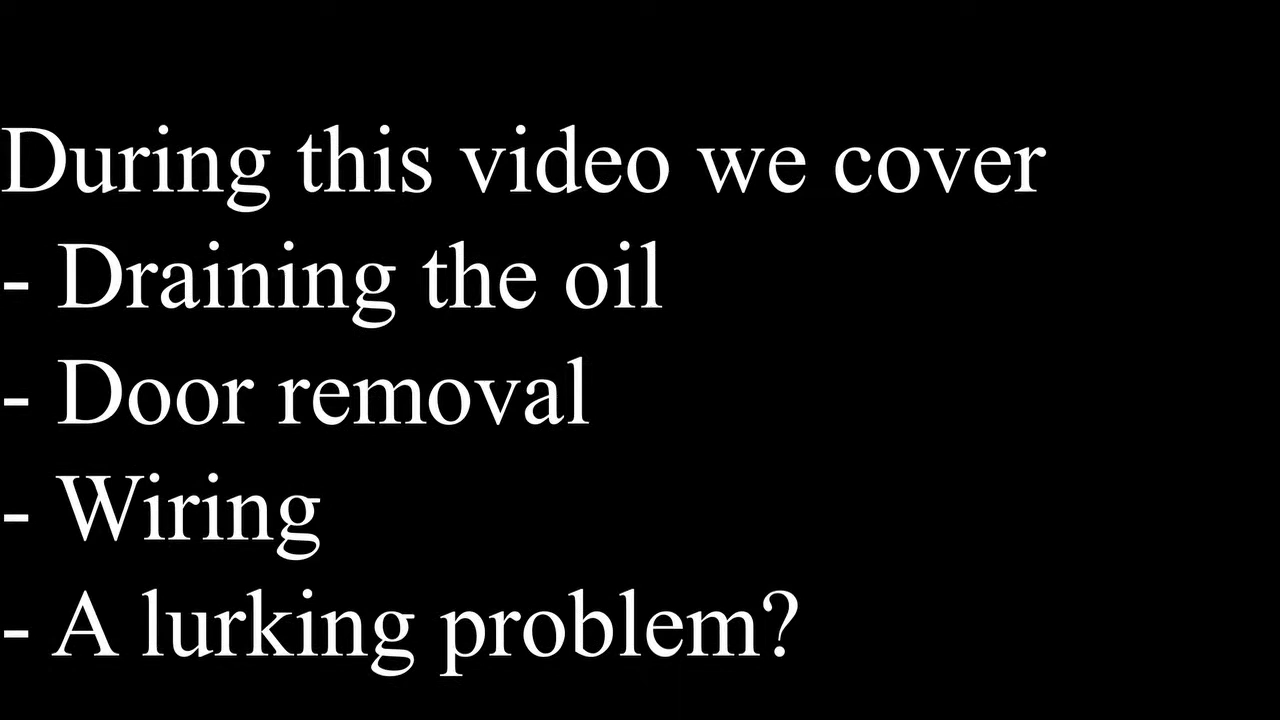 During this video we cover
- Draining the oil
- Door removal
- Wiring
- A lurking problem?